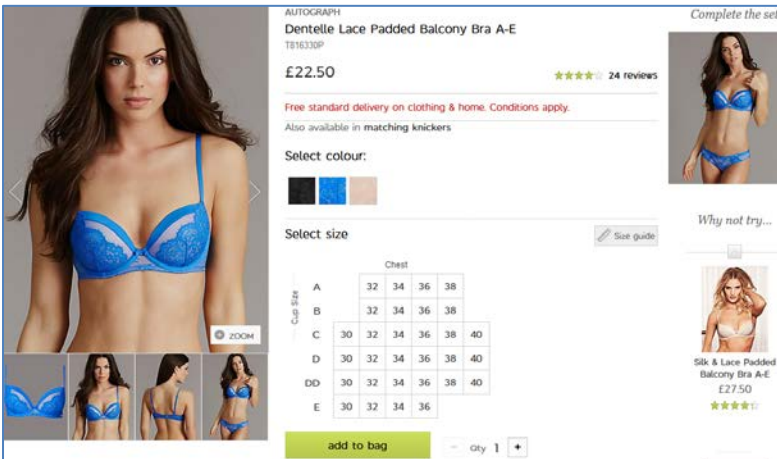 AUTOGRAPH
Dentelle Lace Padded Balcony Bra A-E
T816330P
£22.50
24 reviews
Free standard delivery on clothing & home. Conditions apply.
Also available in matching knickers
Select colour:
Select size
Size guide
Chest
Cup Size
A 32 34 36 38
B 32 34 36 38
C 30 32 34 36 38 40
D 30 32 34 36 38 40
DD 30 32 34 36 38 40
E 30 32 34 36
add to bag
- Qty 1 +
ZOOM
Complete the set
Why not try...
Silk & Lace Padded
Balcony Bra A-E
£27.50